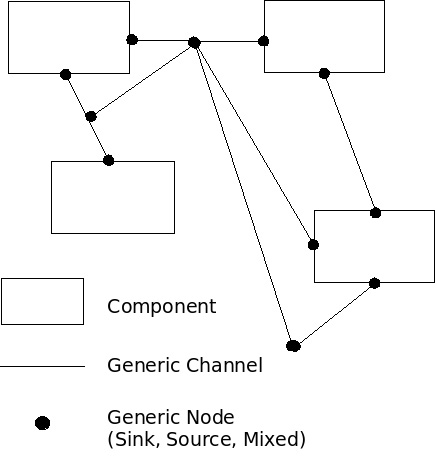 Component
Generic Channel
Generic Node
(Sink, Source, Mixed)